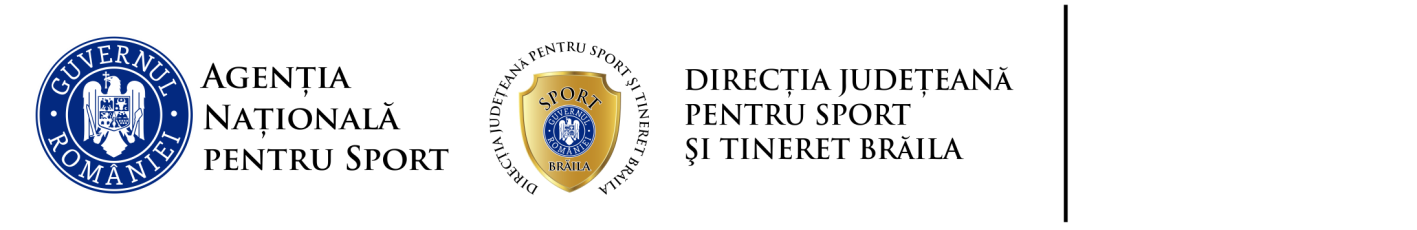 GUVERNUL ROMÂNIEI
AGENȚIA
NAȚIONALĂ
PENTRU SPORT
DIRECȚIA JUDEȚEANĂ PENTRU SPORT ȘI TINERET BRĂILA
SPORT
GUVERNUL ROMÂNIEI
BRĂILA
DIRECȚIA JUDEȚEANĂ
PENTRU SPORT
ŞI TINERET BRĂILA